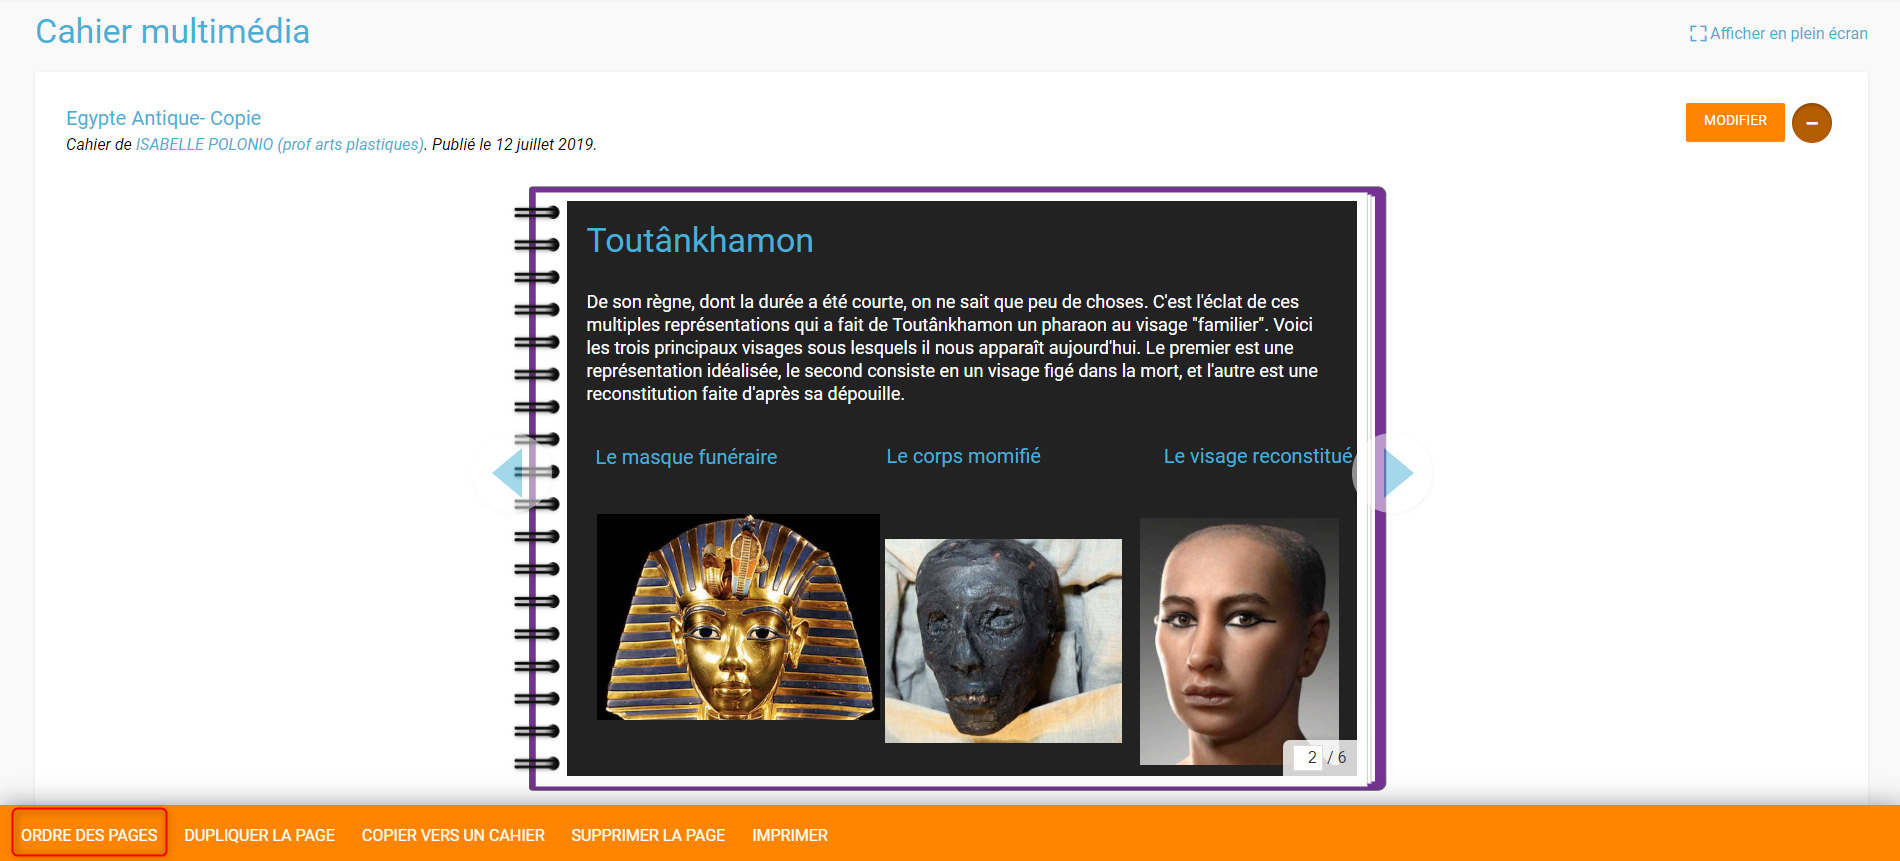 Cahier multimédia
Afficher en plein écran
Egypte Antique- Copie
MODIFIER
Cahier de ISABELLE POLONIO (prof arts plastiques). Publié le 12 juillet 2019.
Toutânkhamon
De son règne, dont la durée a été courte, on ne sait que peu de choses. C'est l'éclat de ces
multiples représentations qui a fait de Toutânkhamon un pharaon au visage "familier". Voici
les trois principaux visages sous lesquels il nous apparaît aujourd'hui. Le premier est une
représentation idéalisée, le second consiste en un visage figé dans la mort, et l'autre est une
reconstitution faite d'après sa dépouille.
Le masque funéraire
Le corps momifié
Le visage reconstitué
2 / 6
ORDRE DES PAGES
DUPLIQUER LA PAGE
COPIER VERS UN CAHIER
SUPPRIMER LA PAGE
IMPRIMER